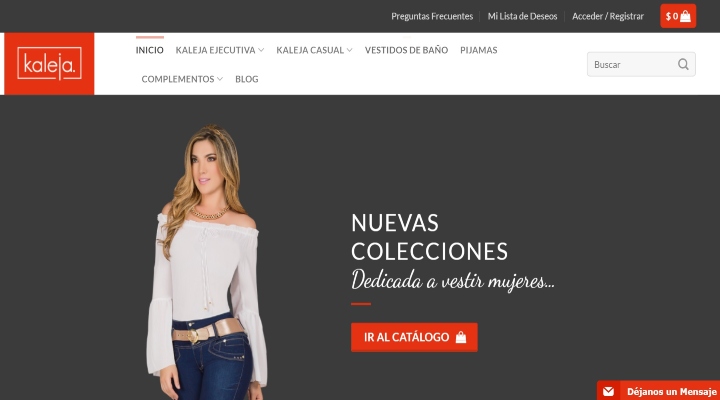 Preguntas Frecuentes
Mi Lista de Deseos
Acceder / Registrar
$ 0
kaleja.
INICIO
KALEJA EJECUTIVA
KALEJA CASUAL
VESTIDOS DE BAÑO
PIJAMAS
COMPLEMENTOS
BLOG
Buscar
NUEVAS
COLECCIONES
Dedicada a vestir mujeres...
IR AL CATÁLOGO
Déjanos un Mensaje